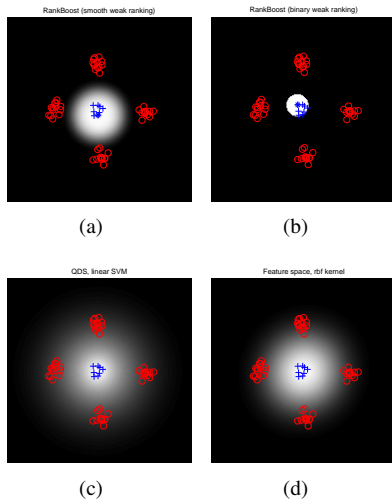 RankBoost (smooth weak ranking)
RankBoost (binary weak ranking)
(a)
(b)
QDS, linear SVM
Feature space, rbf kernel
(c)
(d)